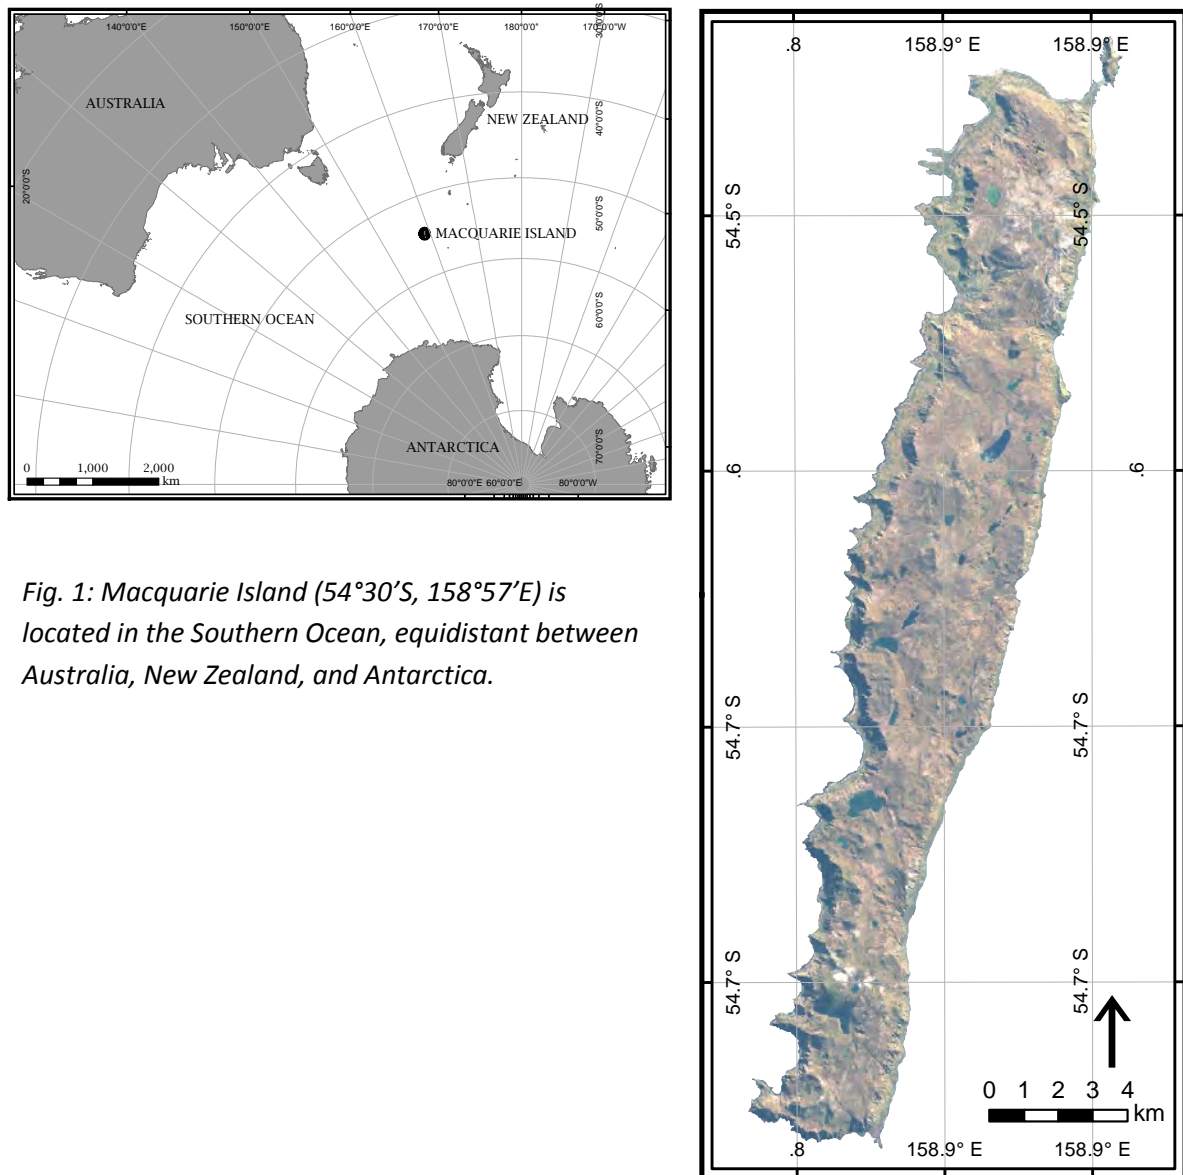 140°0'0"E 150°0'0"E 160°0'0"E 170°0'0"E 180°0'0" 170°0'0"W
30°0'0"S
AUSTRALIA
NEW ZEALAND
40°0'0"S
20°0'0"S
50°0'0"S
MACQUARIE ISLAND
60°0'0"S
SOUTHERN OCEAN
ANTARCTICA
70°0'0"S
0 1,000 2,000
km
80°0'0"E 60°0'0"E 80°0'0"W
Fig. 1: Macquarie Island (54°30’S, 158°57’E) is
located in the Southern Ocean, equidistant between
Australia, New Zealand, and Antarctica.
.8 158.9° E 158.9° E
54.5° S 54.5° S
.6 .6
54.7° S 54.7° S
54.7° S 54.7° S
0 1 2 3 4
km
.8 158.9° E 158.9° E